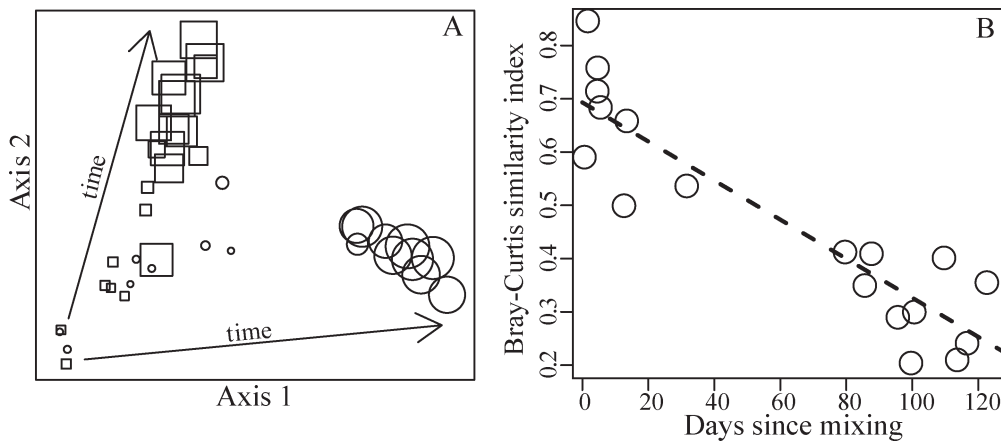 A
Axis 2
time
time
Axis 1
B
Bray-Curtis similarity index
0.8
0.7
0.6
0.5
0.4
0.3
0.2
0 20 40 60 80 100 120
Days since mixing